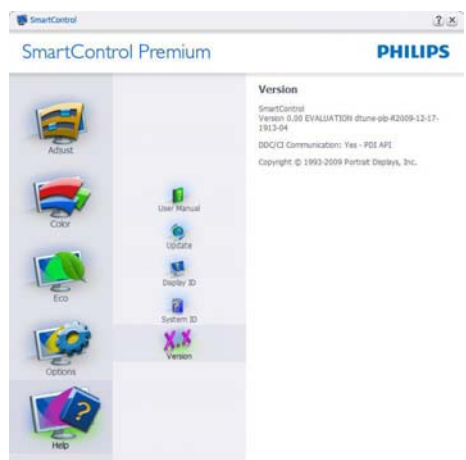 SmartControl
SmartControl Premium
PHILIPS
Adjust
Color
Eco
Options
Help
User Manual
Update
Display ID
System ID
X.X
Version
Version
SmartControl
Version 0.00 EVALUATION dtune-plp-R2009-12-17-
1913-04
DDC/CI Communication: Yes - PDI API
Copyright © 1993-2009 Portrait Displays, Inc.